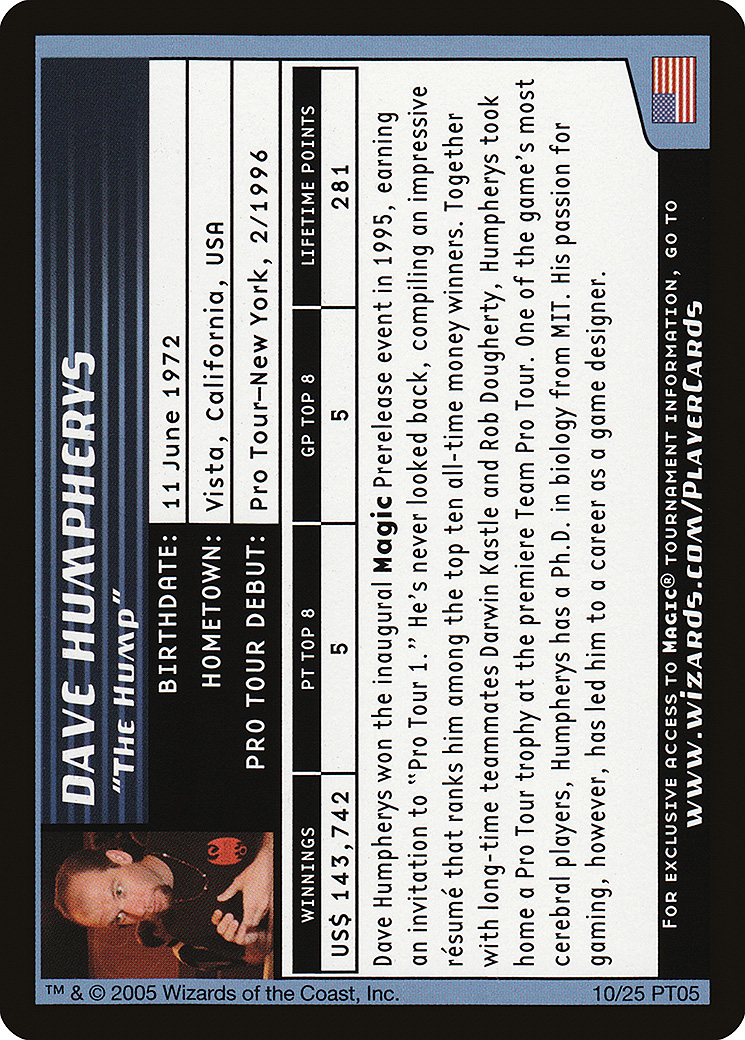 DAVE HUMPHERYS
"THE HUMP"
BIRTHDATE: 11 June 1972
HOMETOWN: Vista, California, USA
PRO TOUR DEBUT: Pro Tour–New York, 2/1996
WINNINGS PT TOP 8 GP TOP 8 LIFETIME POINTS
US$ 143,742 5 5 281
Dave Humpherys won the inaugural Magic Prerelease event in 1995, earning
an invitation to “Pro Tour 1.” He's never looked back, compiling an impressive
résumé that ranks him among the top ten all-time money winners. Together
with long-time teammates Darwin Kastle and Rob Dougherty, Humpherys took
home a Pro Tour trophy at the premiere Team Pro Tour. One of the game's most
cerebral players, Humpherys has a Ph.D. in biology from MIT. His passion for
gaming, however, has led him to a career as a game designer.
FOR EXCLUSIVE ACCESS TO MAGIC® TOURNAMENT INFORMATION, GO TO
www.wizards.com/PlayerCards
™ & © 2005 Wizards of the Coast, Inc.
10/25 PT05